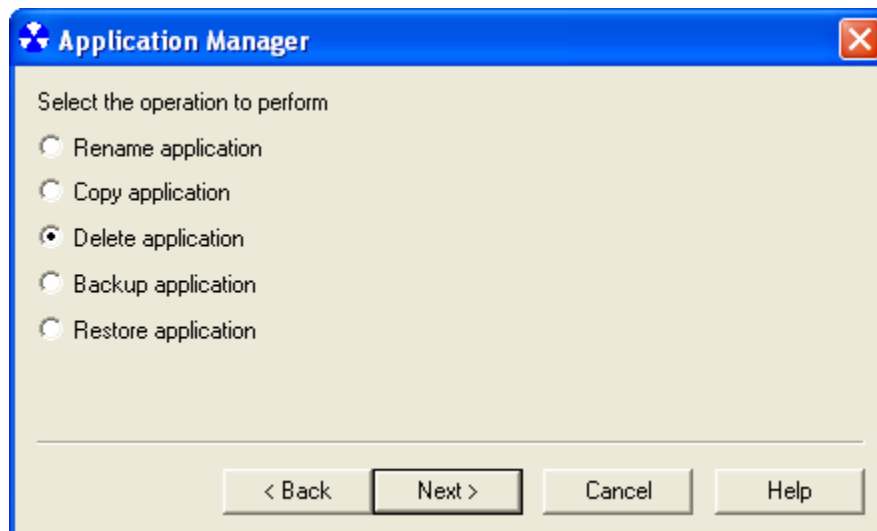 Application Manager
Select the operation to perform
Rename application
Copy application
Delete application
Backup application
Restore application
< Back Next > Cancel Help